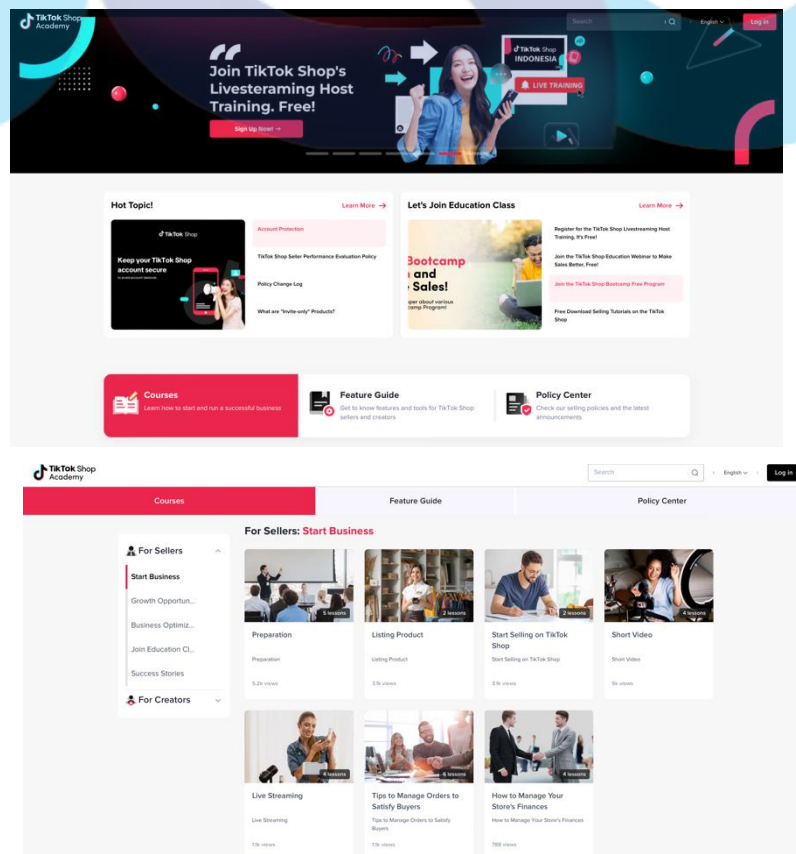 TikTok Shop
Academy
Search
English
Log in
Join TikTok Shop's
Livesteraming Host
Training. Free!
Sign Up Now! →
TikTok Shop
INDONESIA
LIVE TRAINING
Hot Topic!
Learn More →
TikTok Shop
Keep your TikTok Shop
account secure
Account Protection
TikTok Shop Seller Performance Evaluation Policy
Policy Change Log
What are "Invite-only" Products?
Let's Join Education Class
Learn More →
Bootcamp
and
Sales!
Register for the TikTok Shop Livestreaming Host
Training, It's Free!
Join the TikTok Shop Education Webinar to Make
Sales Better, Free!
Join the TikTok Shop Bootcamp Free Program
Free Download Selling Tutorials on the TikTok
Shop
Courses
Learn how to start and run a successful business
Feature Guide
Get to know features and tools for TikTok Shop
sellers and creators
Policy Center
Check our selling policies and the latest
announcements
TikTok Shop
Academy
Search
English
Log in
Courses
Feature Guide
Policy Center
For Sellers
Start Business
Growth Opportun...
Business Optimiz...
Join Education Cl...
Success Stories
For Creators
For Sellers: Start Business
5 lessons
Preparation
Preparation
5.2k views
2 lessons
Listing Product
Listing Product
3.1k views
2 lessons
Start Selling on TikTok
Shop
Start Selling on TikTok Shop
3.1k views
4 lessons
Short Video
Short Video
5k views
4 lessons
Live Streaming
Live Streaming
1.1k views
6 lessons
Tips to Manage Orders to
Satisfy Buyers
Tips to Manage Orders to Satisfy
Buyers
1.1k views
4 lessons
How to Manage Your
Store's Finances
How to Manage Your Store's Finances
788 views